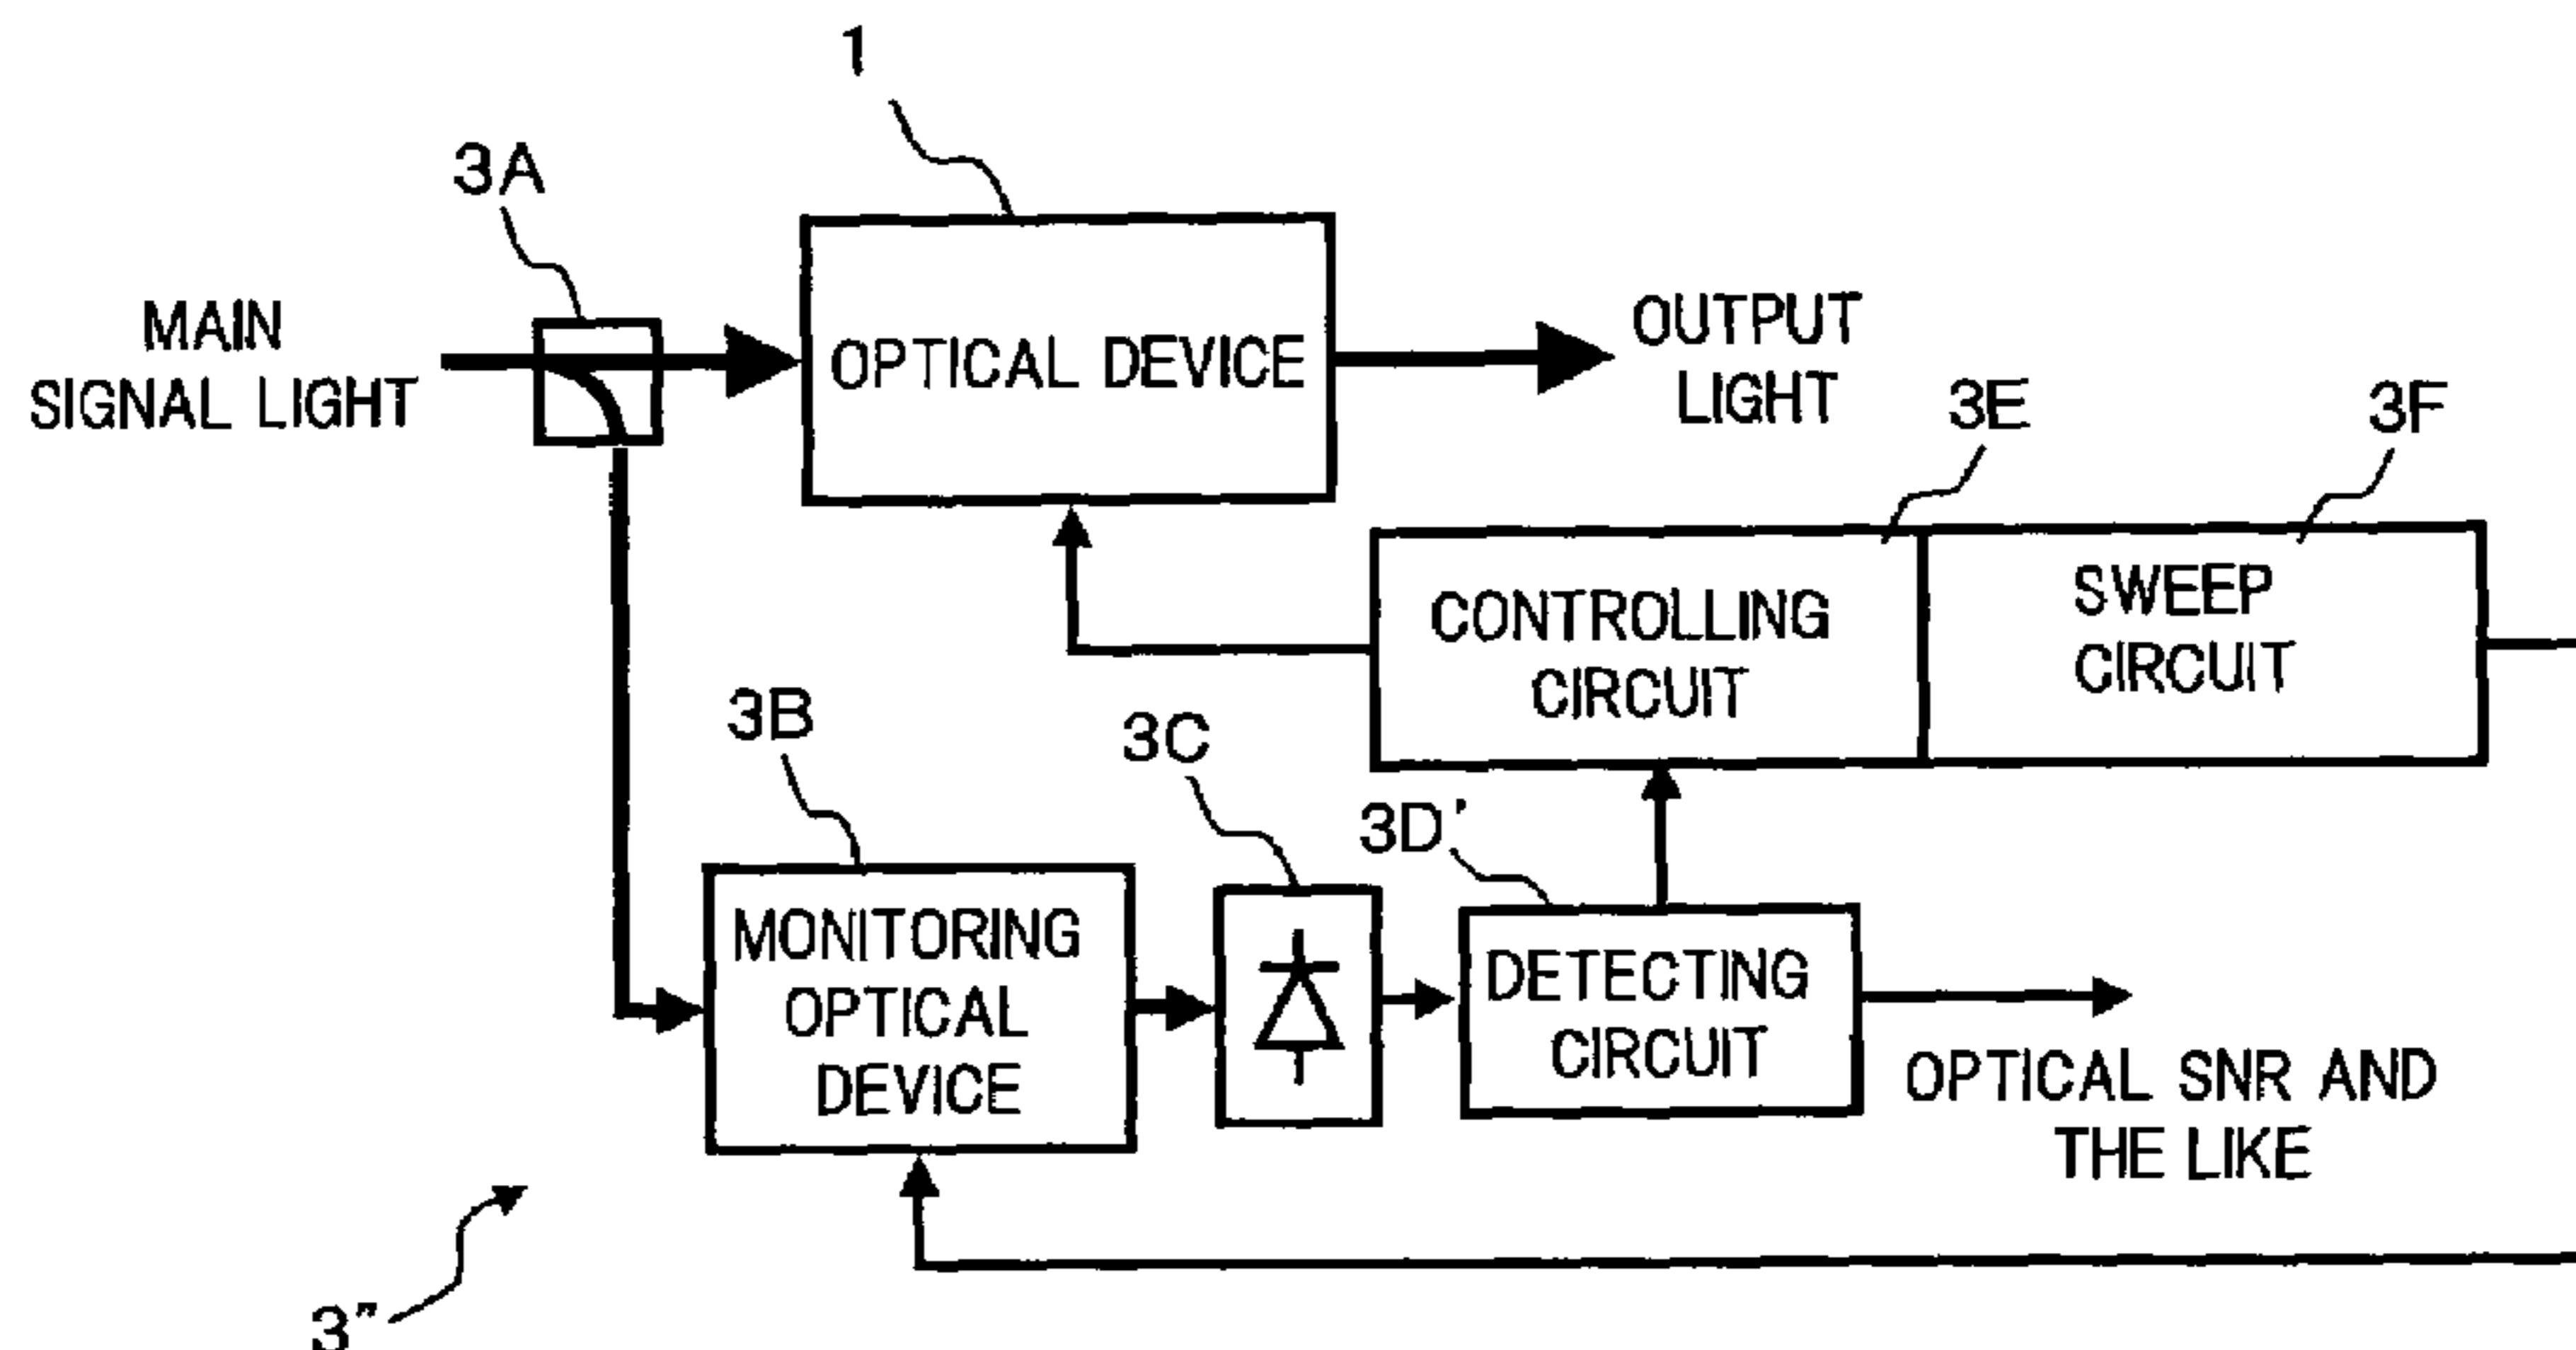 1
3A
MAIN
SIGNAL LIGHT
OPTICAL DEVICE
OUTPUT
LIGHT
3E
3F
CONTROLLING
CIRCUIT
SWEEP
CIRCUIT
3B
3C
3D'
MONITORING
OPTICAL
DEVICE
DETECTING
CIRCUIT
OPTICAL SNR AND
THE LIKE
3"